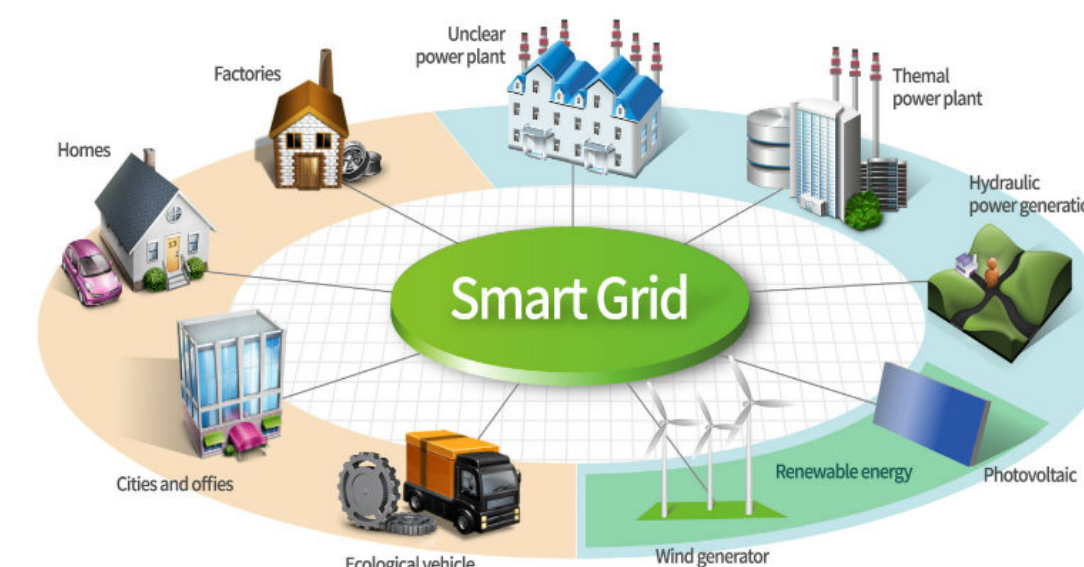 Unclear
power plant
Factories
Themal
power plant
Homes
Hydraulic
power generatio
Smart Grid
Cities and offies
Renewable energy
Photovoltaic
Wind generator
Ecological vehicle
13